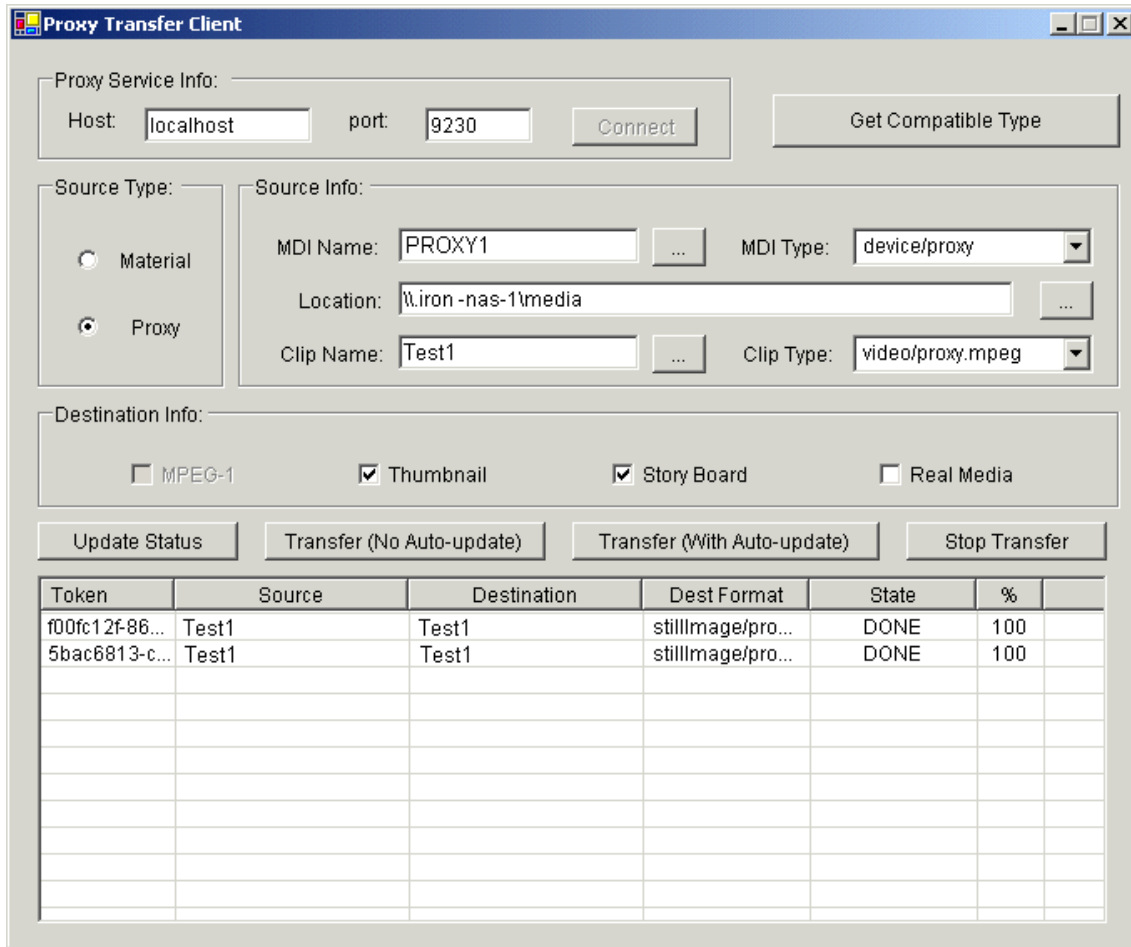 Proxy Transfer Client
Proxy Service Info:
Host: localhost port: 9230 Connect
Get Compatible Type
Source Type:
Material
Proxy
Source Info:
MDI Name: PROXY1 ... MDI Type: device/proxy
Location: \\.iron -nas-1\media ...
Clip Name: Test1 ... Clip Type: video/proxy.mpeg
Destination Info:
MPEG-1 Thumbnail Story Board Real Media
Update Status Transfer (No Auto-update) Transfer (With Auto-update) Stop Transfer
Token Source Destination Dest Format State %
f00fc12f-86... Test1 Test1 stillImage/pro... DONE 100
5bac6813-c... Test1 Test1 stillImage/pro... DONE 100